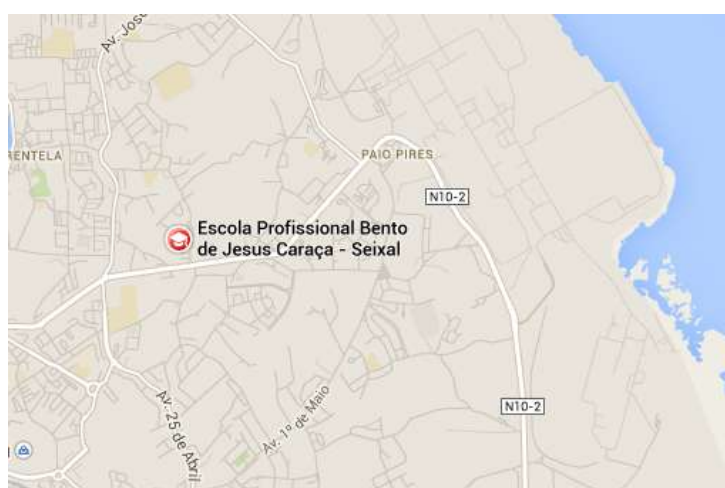 Av. José
RENTELA
PAIO PIRES
N10-2
Escola Profissional Bento
de Jesus Caraça - Seixal
N10-2
Av. 1º de Maio
Av. 25 de Abril